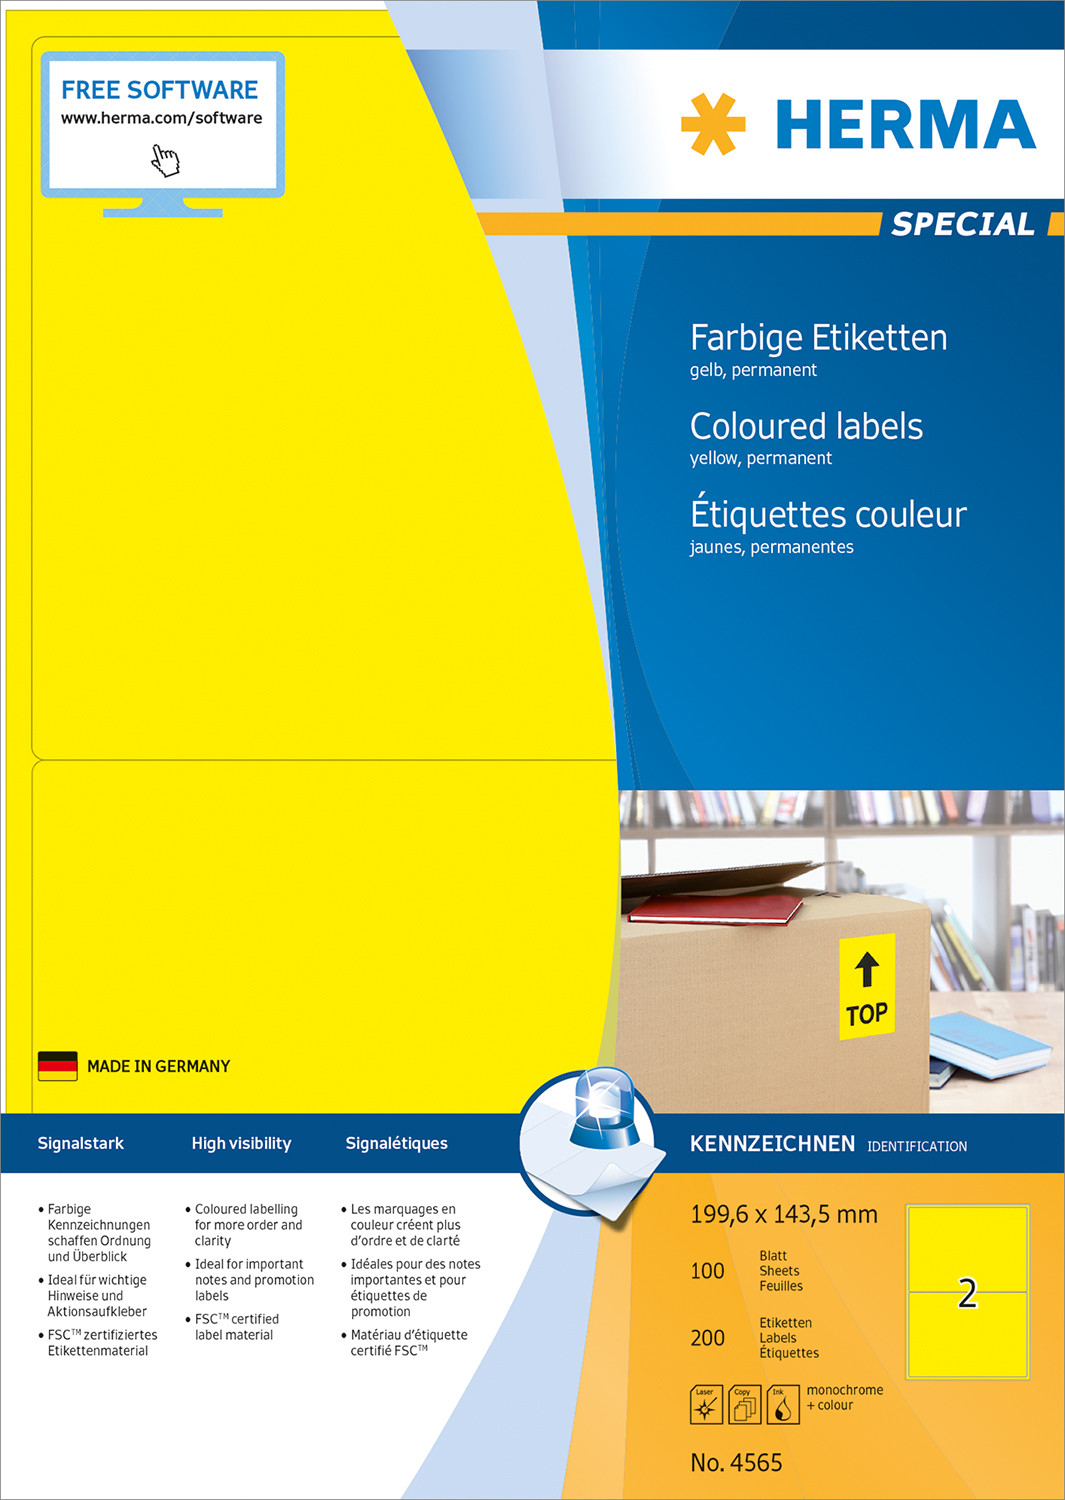 FREE SOFTWARE
www.herma.com/software
HERMA
SPECIAL
Farbige Etiketten
gelb, permanent
Coloured labels
yellow, permanent
Étiquettes couleur
jaunes, permanentes
TOP
MADE IN GERMANY
Signalstark
High visibility
Signalétiques
KENNZEICHNEN IDENTIFICATION
• Farbige
Kennzeichnungen
schaffen Ordnung
und Überblick
• Ideal für wichtige
Hinweise und
Aktionsaufkleber
• FSC™ zertifiziertes
Etikettenmaterial
• Coloured labelling
for more order and
clarity
• Ideal for important
notes and promotion
labels
• FSC™ certified
label material
• Les marquages en
couleur créent plus
d'ordre et de clarté
• Idéales pour des notes
importantes et pour
étiquettes de
promotion
• Matériau d'étiquette
certifié FSC™
199,6 x 143,5 mm
100
Blatt
Sheets
Feuilles
200
Etiketten
Labels
Étiquettes
2
Laser
Copy
Ink
monochrome
+ colour
No. 4565